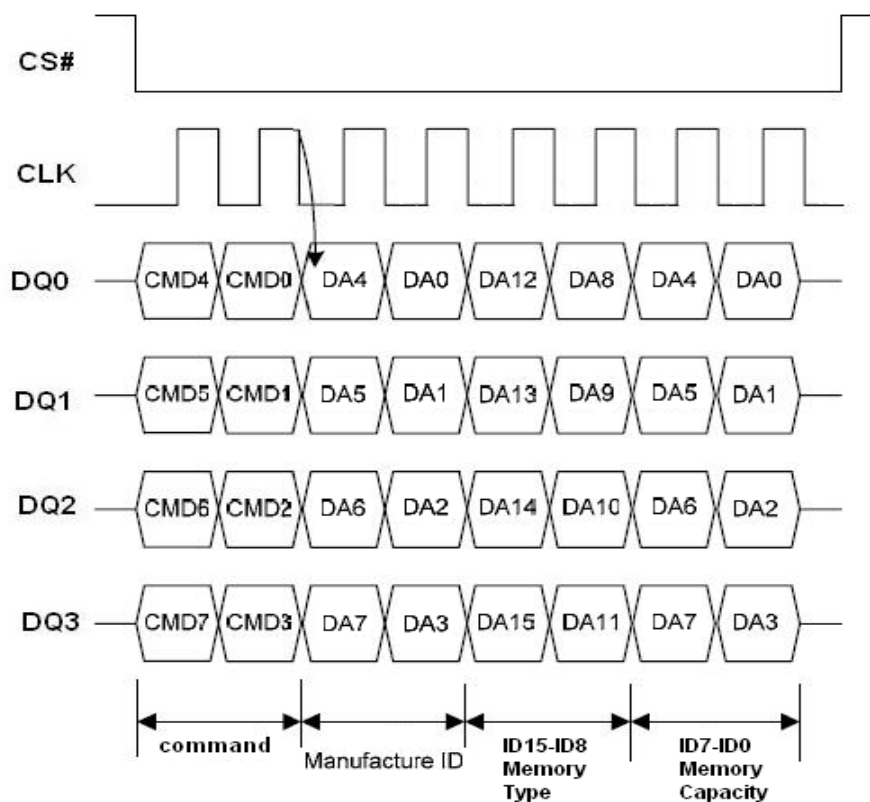 CS#
CLK
DQ0 CMD4 CMD0 DA4 DA0 DA12 DA8 DA4 DA0
DQ1 CMD5 CMD1 DA5 DA1 DA13 DA9 DA5 DA1
DQ2 CMD6 CMD2 DA6 DA2 DA14 DA10 DA6 DA2
DQ3 CMD7 CMD3 DA7 DA3 DA15 DA11 DA7 DA3
command
Manufacture ID
ID15-ID8
Memory
Type
ID7-ID0
Memory
Capacity